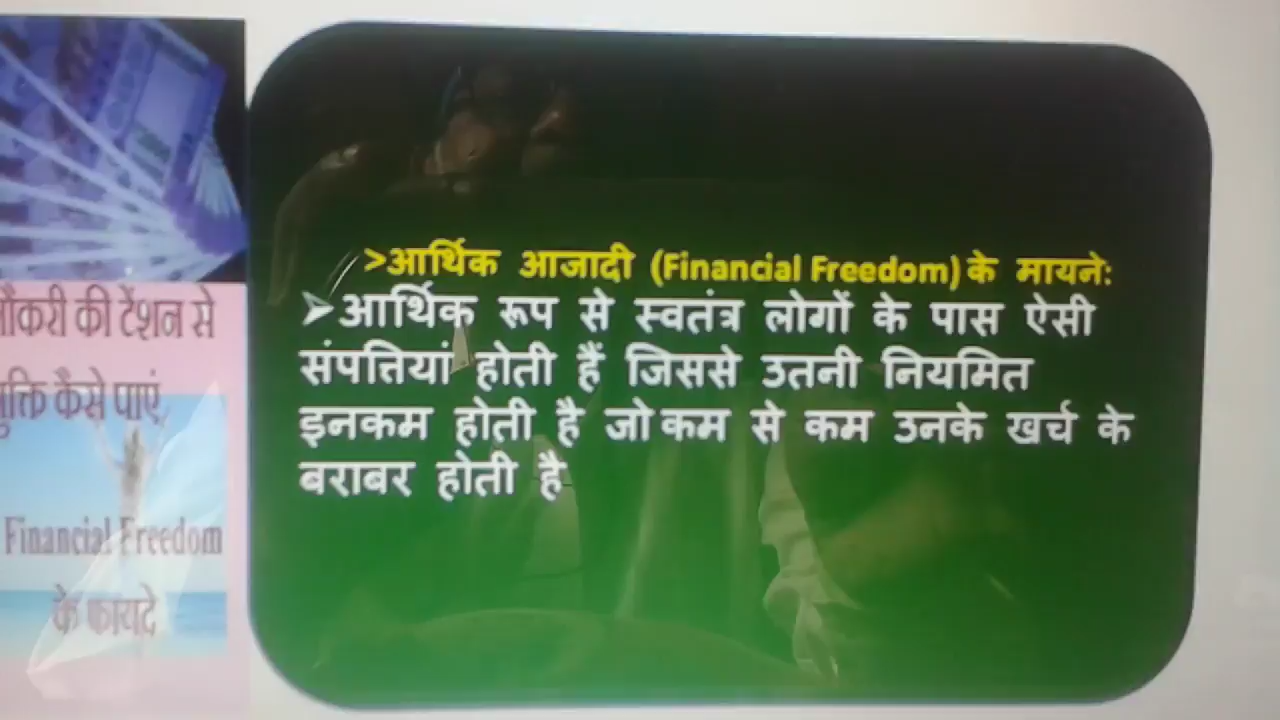 >आर्थिक आजादी (Financial Freedom) के मायने:
➢आर्थिक रूप से स्वतंत्र लोगों के पास ऐसी
संपत्तियां होती हैं जिससे उतनी नियमित
इनकम होती है जो कम से कम उनके खर्च के
बराबर होती है
की टेंशन से
कैसे पाएं
Financial Freedom
के फायदे